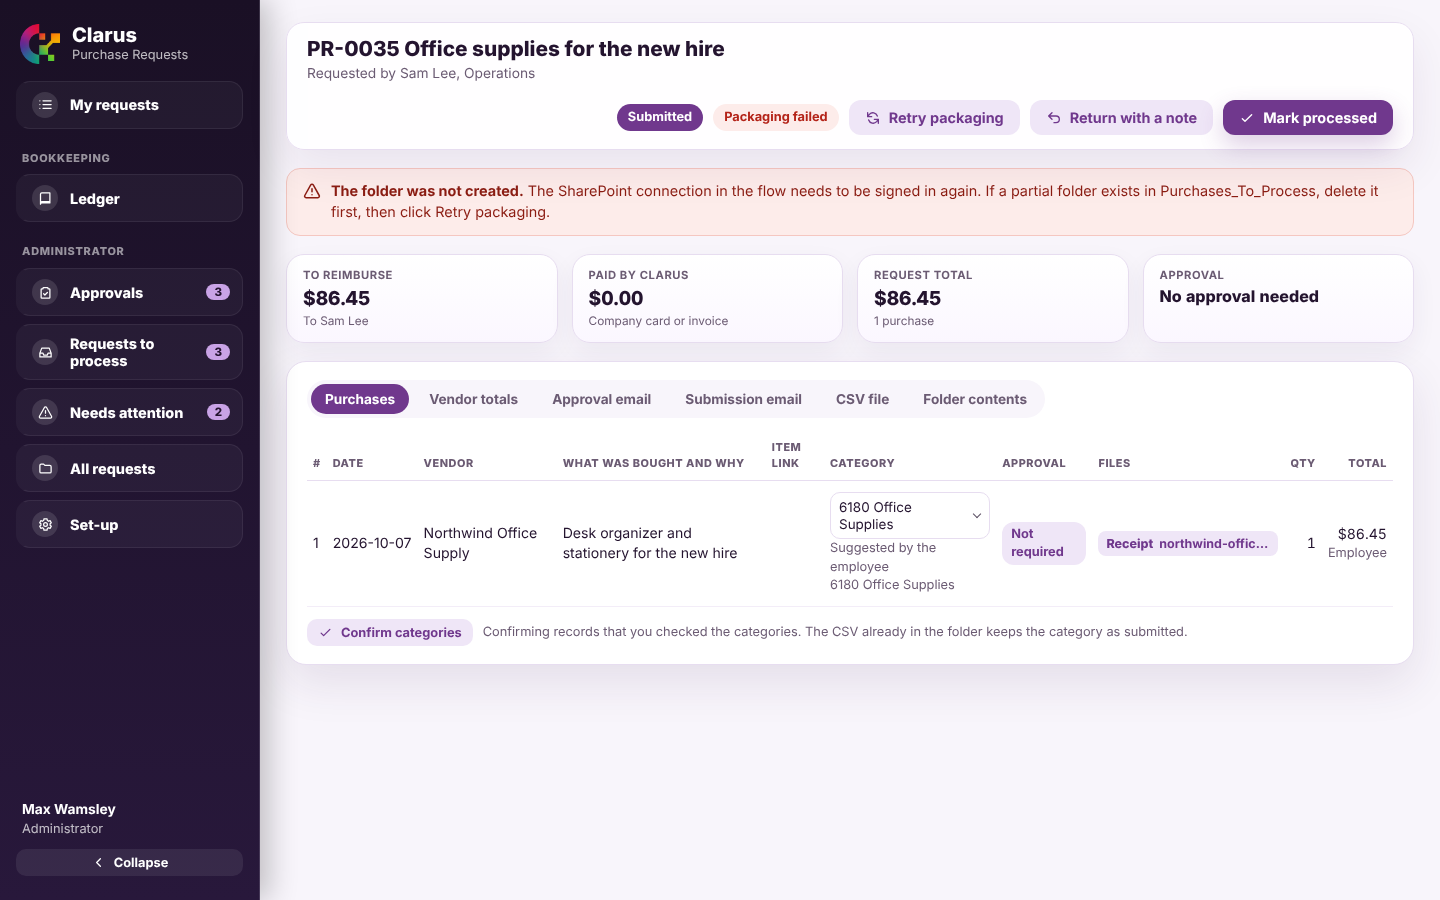 Clarus
Purchase Requests
My requests
BOOKKEEPING
Ledger
ADMINISTRATOR
Approvals 3
Requests to
process 3
Needs attention 2
All requests
Set-up
Max Wamsley
Administrator
Collapse
PR-0035 Office supplies for the new hire
Requested by Sam Lee, Operations
Submitted Packaging failed Retry packaging Return with a note Mark processed
The folder was not created. The SharePoint connection in the flow needs to be signed in again. If a partial folder exists in Purchases_To_Process, delete it
first, then click Retry packaging.
TO REIMBURSE
$86.45
To Sam Lee
PAID BY CLARUS
$0.00
Company card or invoice
REQUEST TOTAL
$86.45
1 purchase
APPROVAL
No approval needed
Purchases Vendor totals Approval email Submission email CSV file Folder contents
# DATE VENDOR WHAT WAS BOUGHT AND WHY ITEM LINK CATEGORY APPROVAL FILES QTY TOTAL
1
2026-10-07
Northwind Office
Supply
Desk organizer and
stationery for the new hire
6180 Office
Supplies
Suggested by the
employee
6180 Office Supplies
Not
required
Receipt northwind-offic...
1
$86.45
Employee
Confirm categories Confirming records that you checked the categories. The CSV already in the folder keeps the category as submitted.